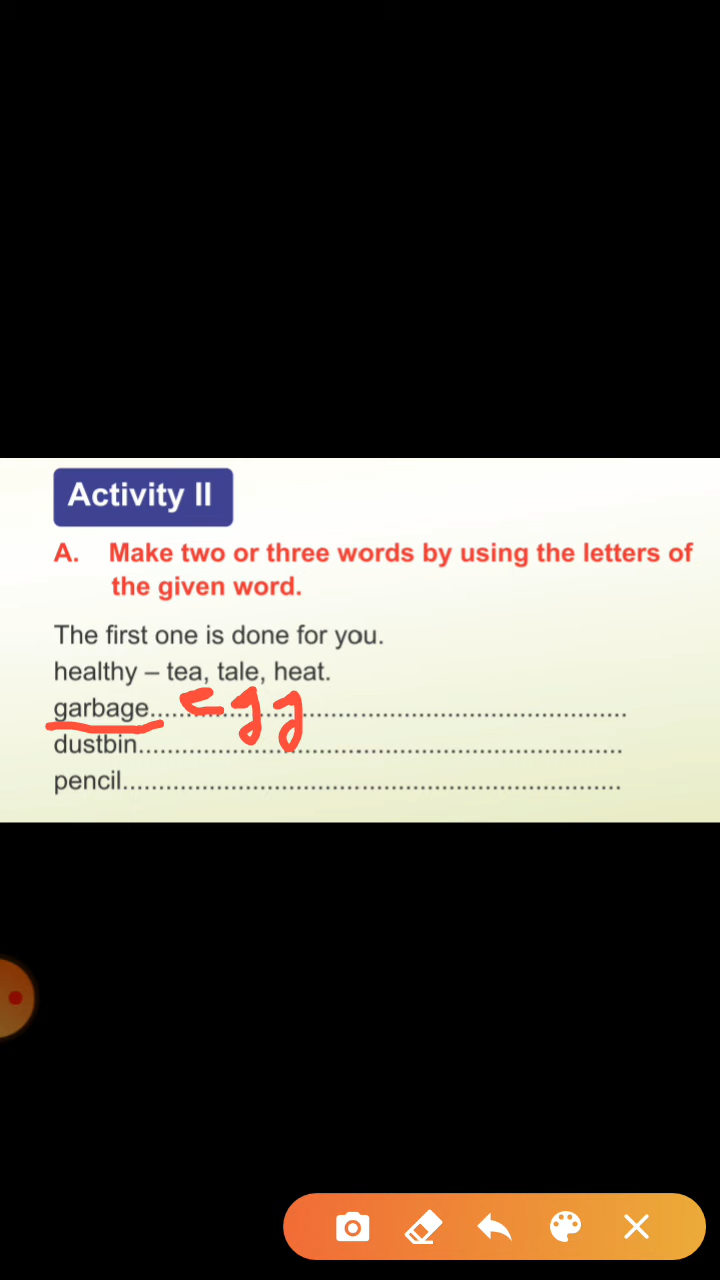 Activity II
A. Make two or three words by using the letters of
the given word.
The first one is done for you.
healthy – tea, tale, heat.
garbage.................................................... egg
dustbin....................................................
pencil....................................................